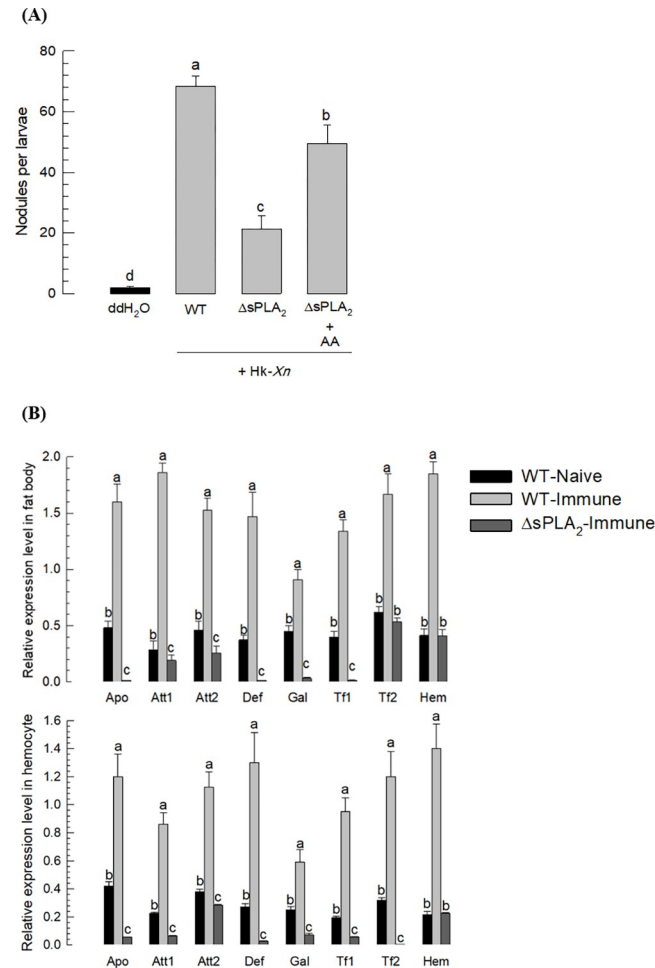 (A)
80
60
40
20
0
Nodules per larvae
a
b
c
d
ddH₂O WT ΔsPLA₂ ΔsPLA₂
+
AA
+ Hk-Xn
(B)
WT-Naive
WT-Immune
ΔsPLA₂-Immune
Relative expression level in fat body
2.0
1.5
1.0
0.5
0.0
b a c b a c b a c b a c b a c b a c b a b b a b
Apo Att1 Att2 Def Gal Tf1 Tf2 Hem
Relative expression level in hemocyte
1.6
1.4
1.2
1.0
0.8
0.6
0.4
0.2
0.0
b a c b a c b a c b a c b a c b a c b a c b a b
Apo Att1 Att2 Def Gal Tf1 Tf2 Hem